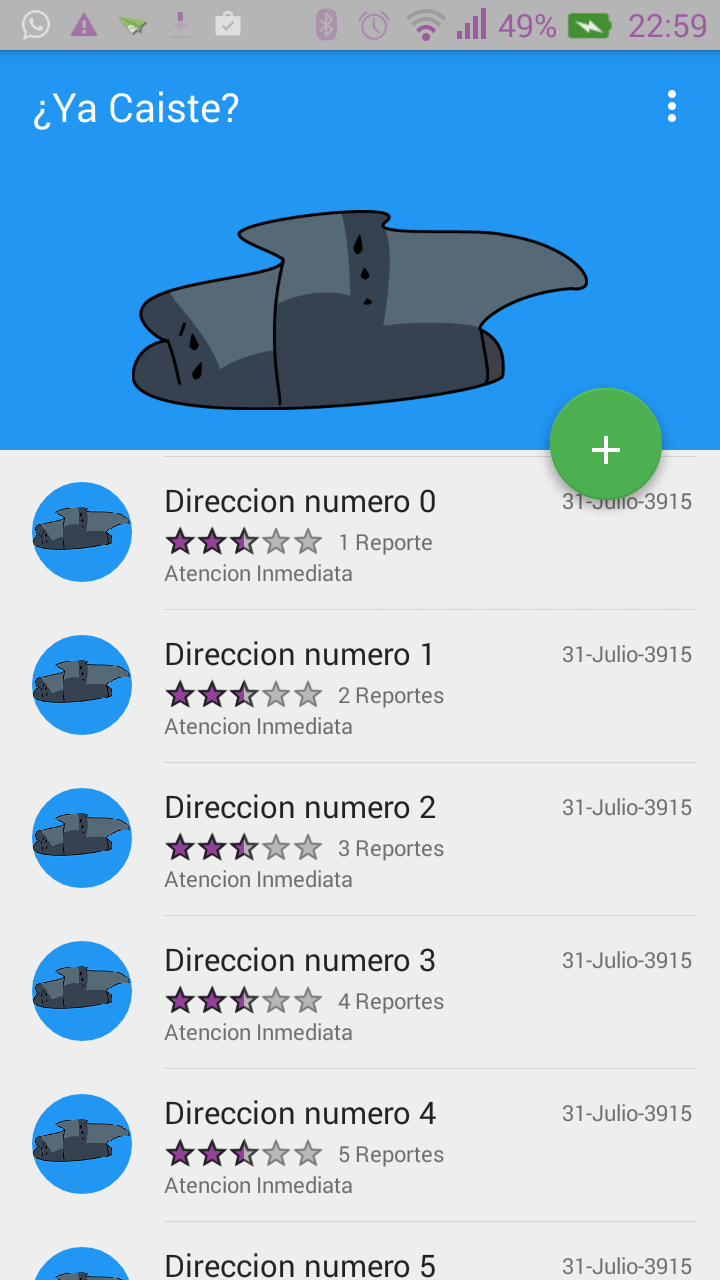 49% 22:59
¿Ya Caiste?
Direccion numero 0 31-Julio-3915
1 Reporte
Atencion Inmediata
Direccion numero 1 31-Julio-3915
2 Reportes
Atencion Inmediata
Direccion numero 2 31-Julio-3915
3 Reportes
Atencion Inmediata
Direccion numero 3 31-Julio-3915
4 Reportes
Atencion Inmediata
Direccion numero 4 31-Julio-3915
5 Reportes
Atencion Inmediata
Direccion numero 5 31-Julio-3915